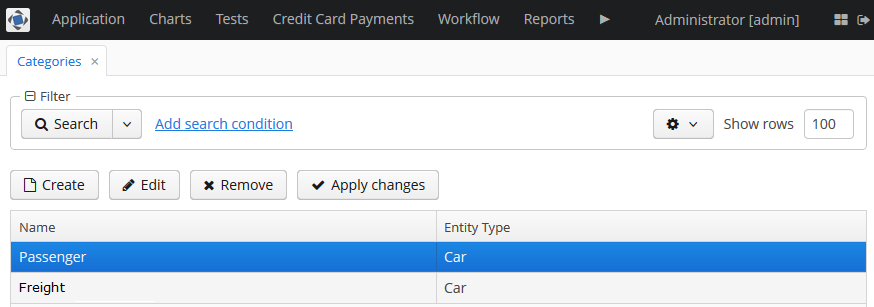 Application Charts Tests Credit Card Payments Workflow Reports Administrator [admin]
Categories
Filter
Search Add search condition Show rows 100
Create Edit Remove Apply changes
Name Entity Type
Passenger Car
Freight Car